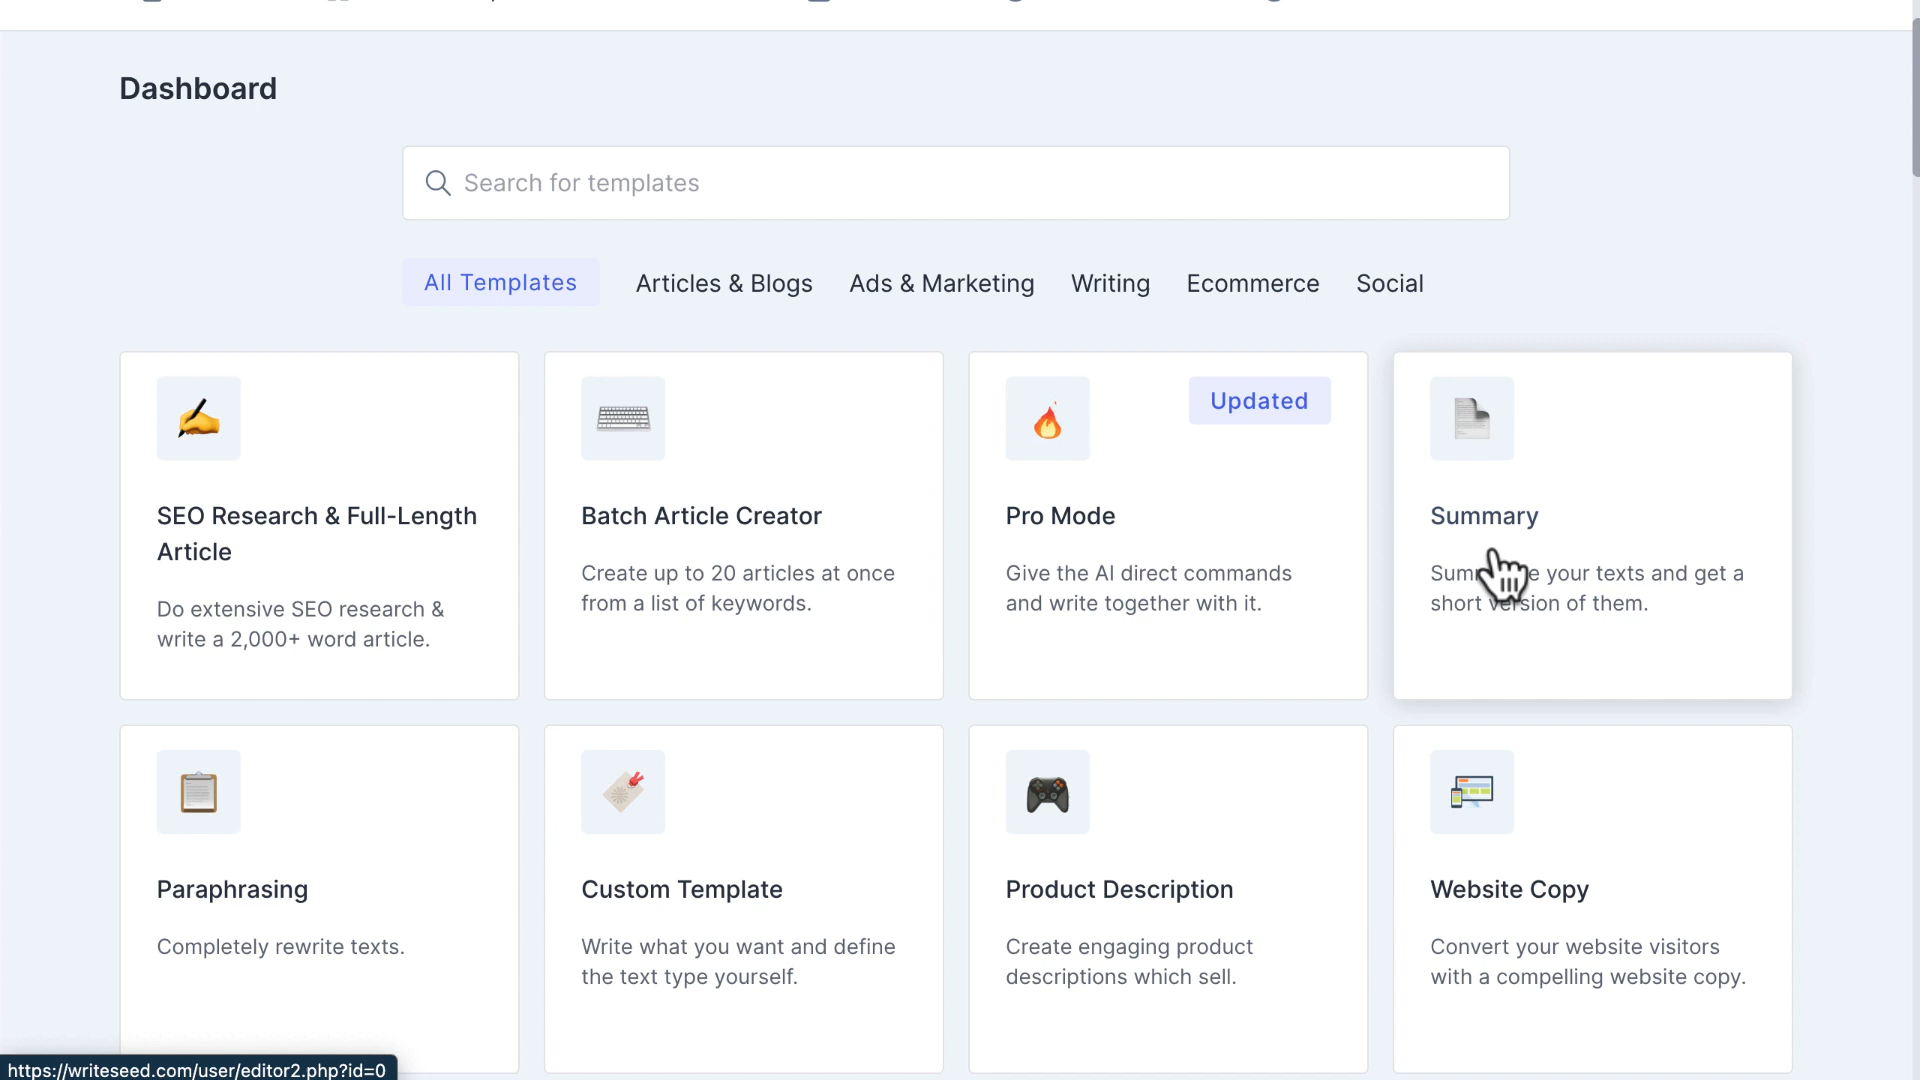 Dashboard
Search for templates
All Templates Articles & Blogs Ads & Marketing Writing Ecommerce Social
SEO Research & Full-Length
Article
Do extensive SEO research &
write a 2,000+ word article.
Batch Article Creator
Create up to 20 articles at once
from a list of keywords.
Updated
Pro Mode
Give the AI direct commands
and write together with it.
Summary
your texts and get a
short version of them.
Paraphrasing
Completely rewrite texts.
Custom Template
Write what you want and define
the text type yourself.
Product Description
Create engaging product
descriptions which sell.
Website Copy
Convert your website visitors
with a compelling website copy.
https://writeseed.com/user/editor2.php?id=0